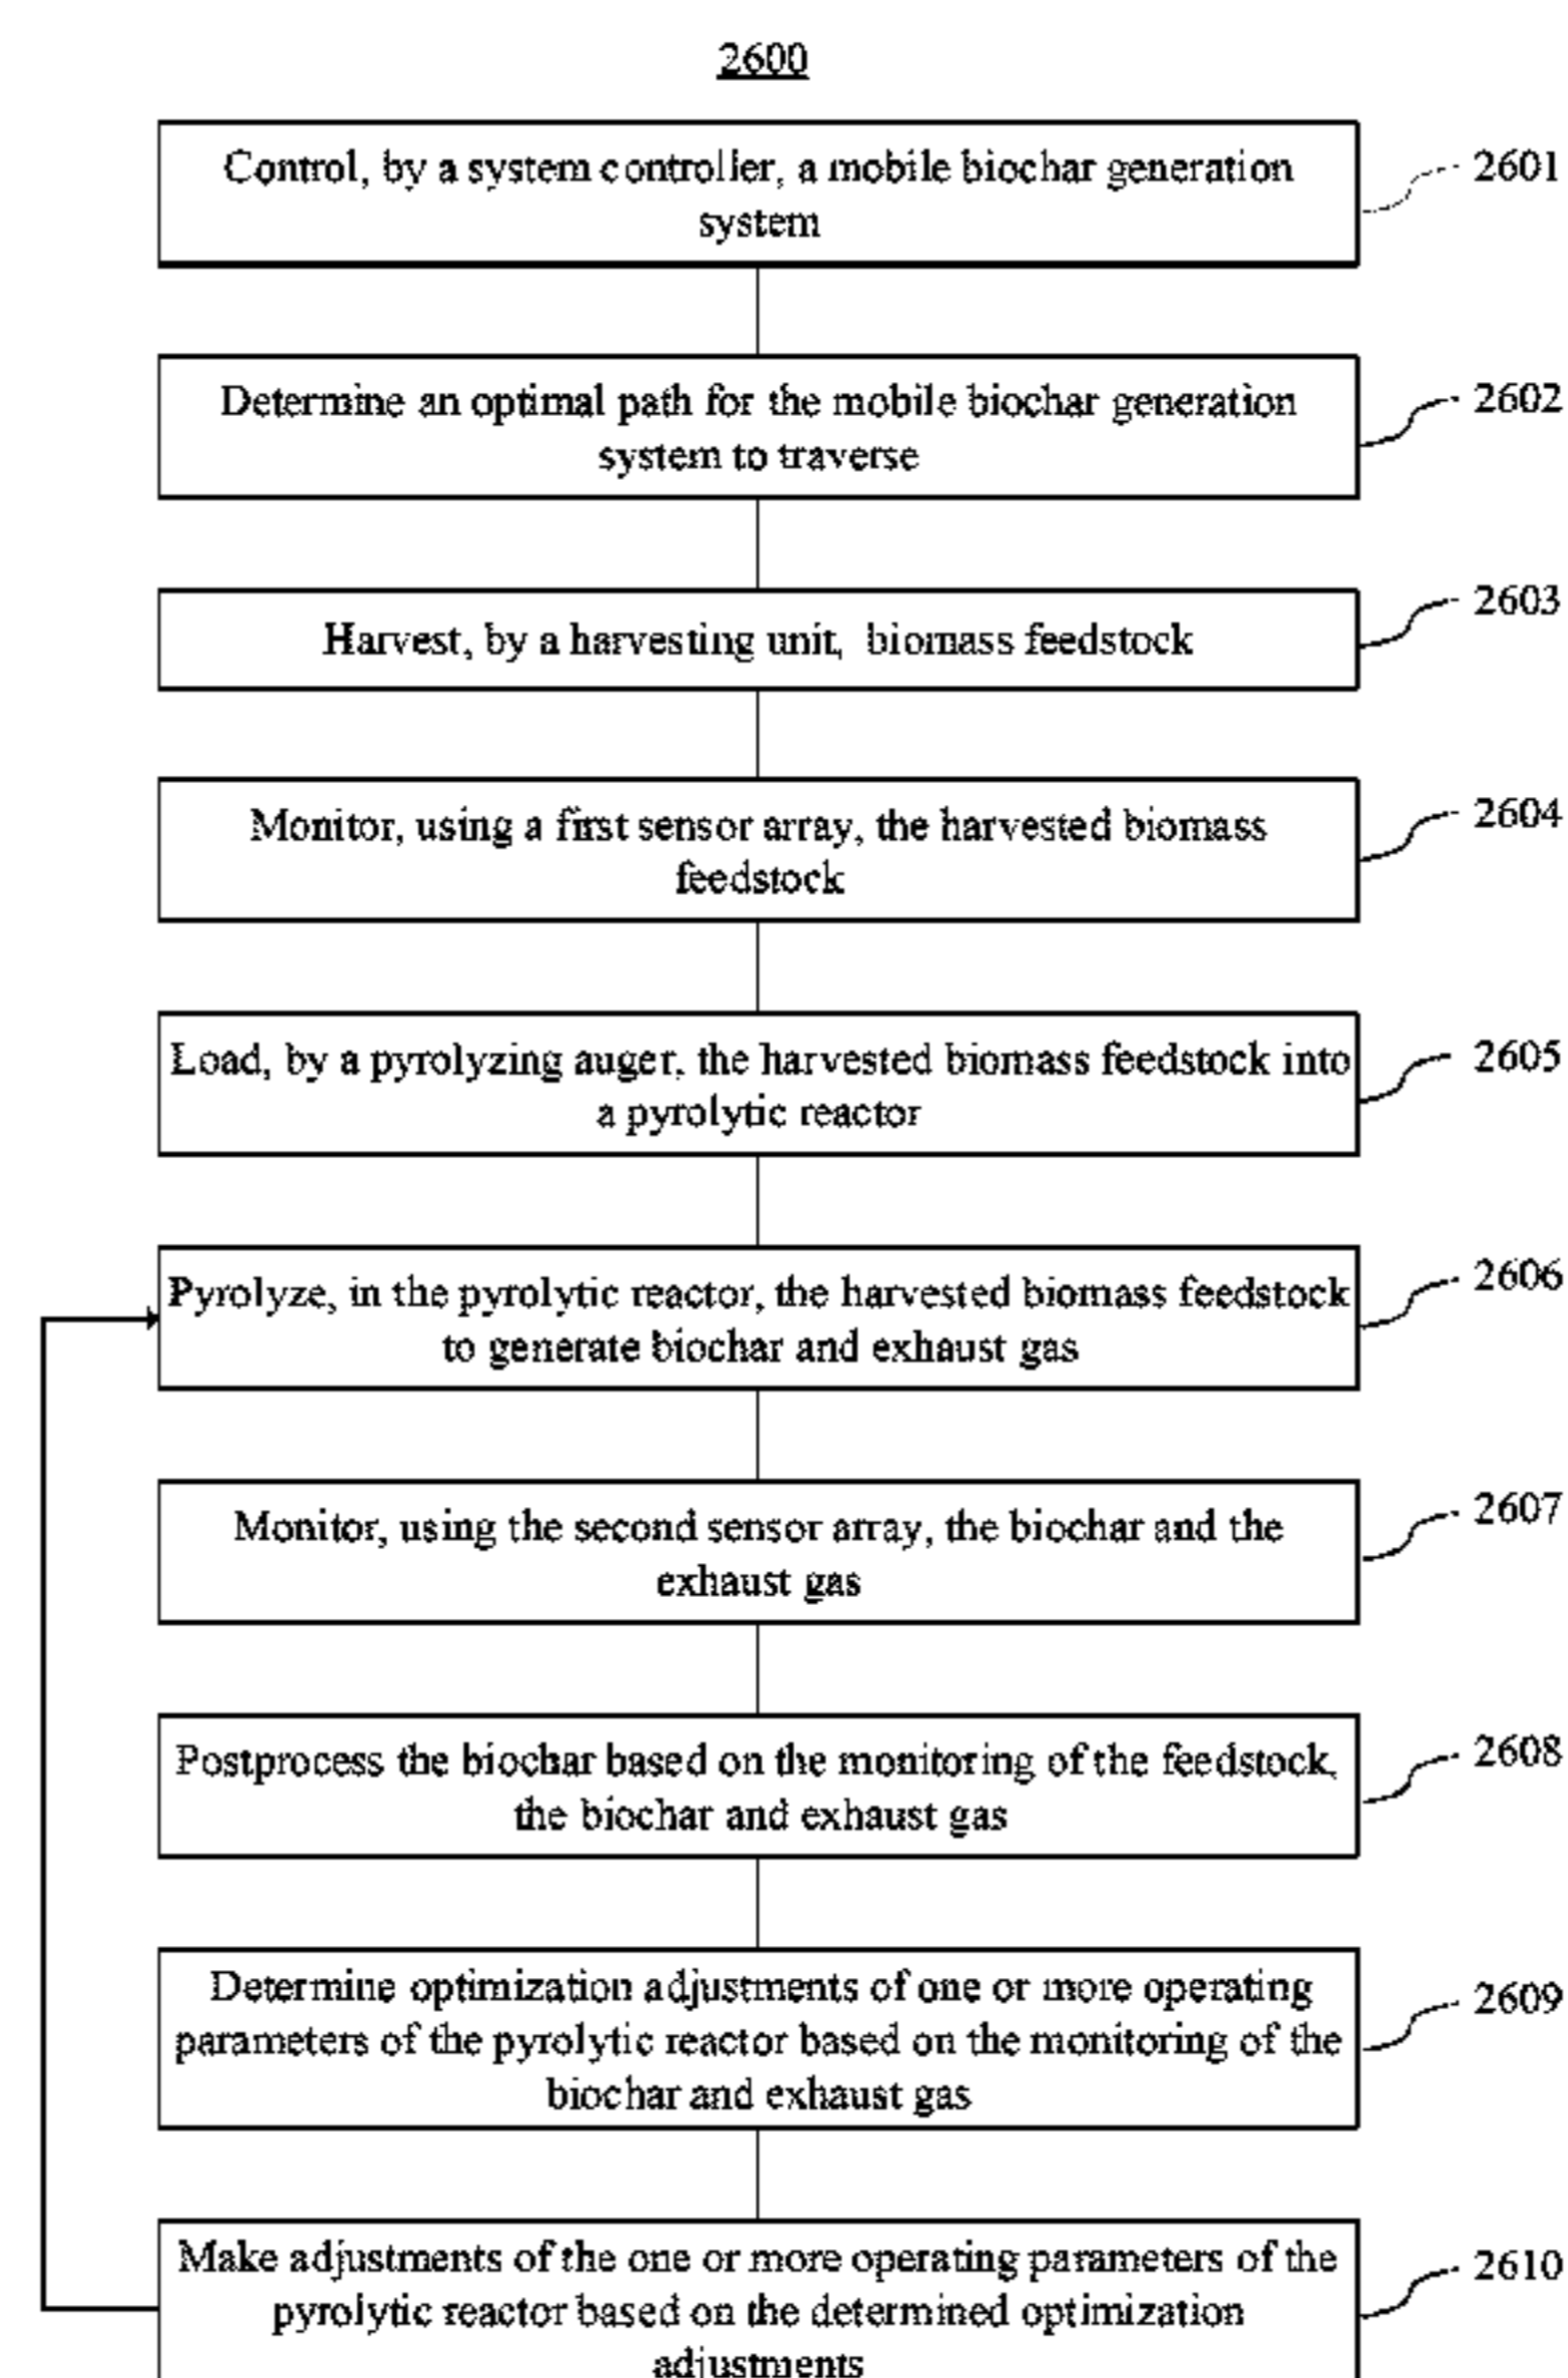 2600
Control, by a system controller, a mobile biochar generation
system
2601
Determine an optimal path for the mobile biochar generation
system to traverse
2602
Harvest, by a harvesting unit, biomass feedstock
2603
Monitor, using a first sensor array, the harvested biomass
feedstock
2604
Load, by a pyrolyzing auger, the harvested biomass feedstock into
a pyrolytic reactor
2605
Pyrolyze, in the pyrolytic reactor, the harvested biomass feedstock
to generate biochar and exhaust gas
2606
Monitor, using the second sensor array, the biochar and the
exhaust gas
2607
Postprocess the biochar based on the monitoring of the feedstock,
the biochar and exhaust gas
2608
Determine optimization adjustments of one or more operating
parameters of the pyrolytic reactor based on the monitoring of the
biochar and exhaust gas
2609
Make adjustments of the one or more operating parameters of the
pyrolytic reactor based on the determined optimization
adjustments
2610